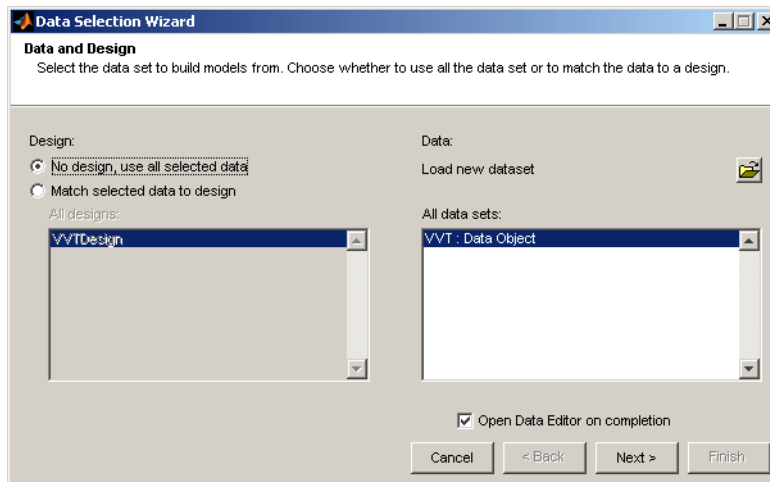 Data Selection Wizard
Data and Design
Select the data set to build models from. Choose whether to use all the data set or to match the data to a design.
Design:
No design, use all selected data
Match selected data to design
All designs:
VVTDesign
Data:
Load new dataset
All data sets:
VVT : Data Object
Open Data Editor on completion
Cancel
< Back
Next >
Finish